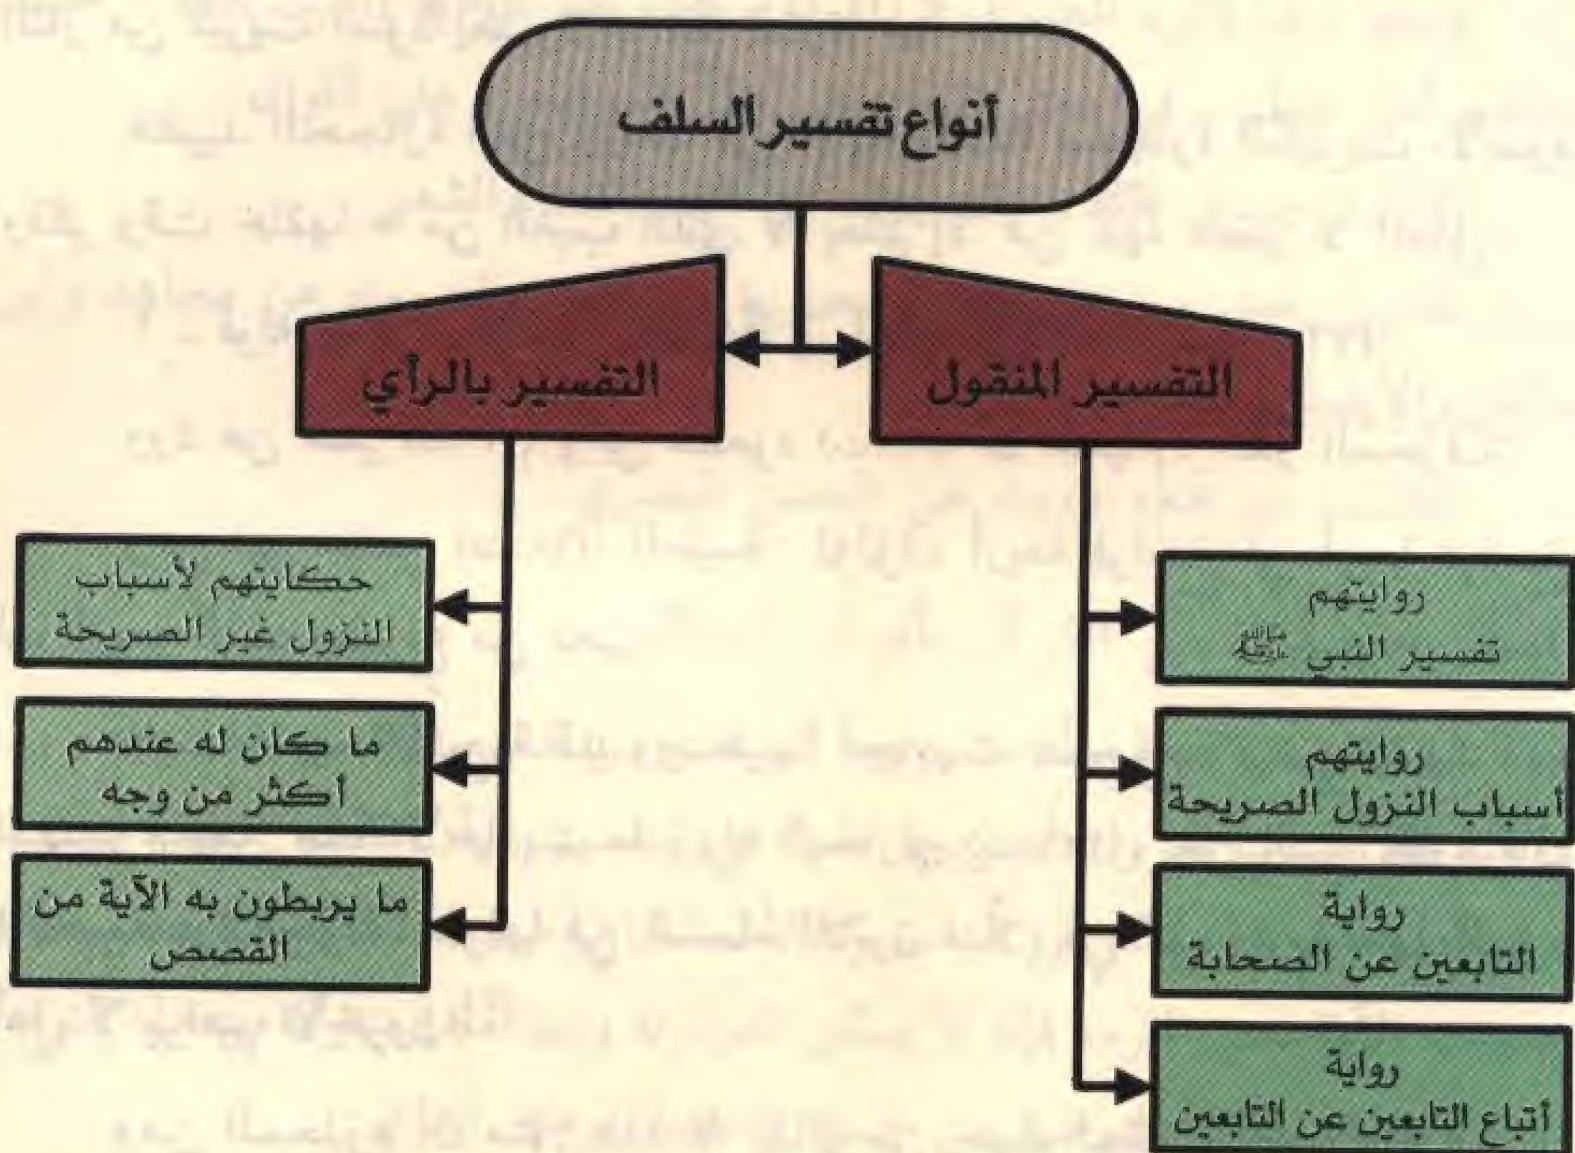 أنواع تفسير السلف
التفسير المنقول
روايتهم
تفسير النبي ﷺ
روايتهم
أسباب النزول الصريحة
رواية
التابعين عن الصحابة
رواية
أتباع التابعين عن التابعين
التفسير بالرأي
حكايتهم لأسباب
النزول غير الصريحة
ما كان له عندهم
أكثر من وجه
ما يربطون به الآية من
القصص